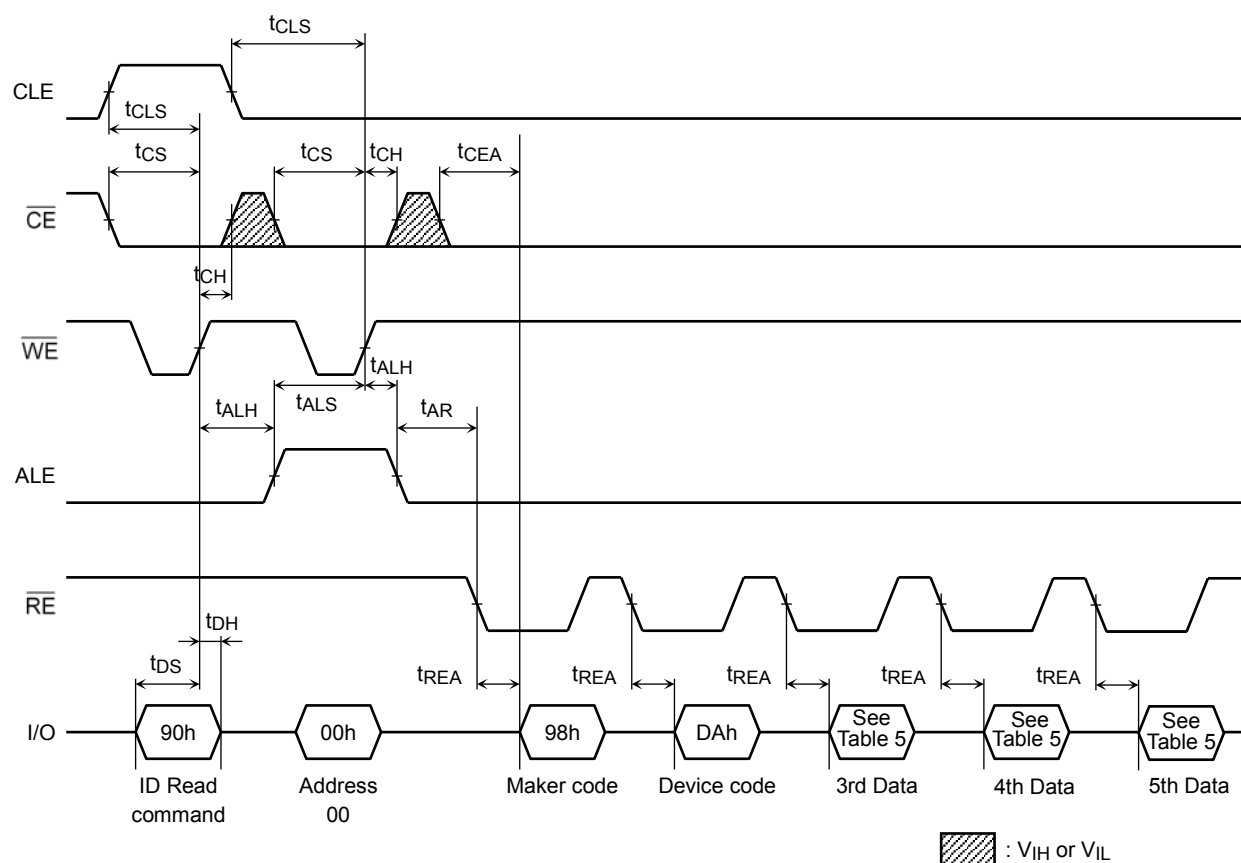 tCLS
CLE
tCLS
tCS
tCS
tCH
tCEA
CE
tCH
WE
tALH
tALH
tALS
tAR
ALE
RE
tDH
tDS
tREA
tREA
tREA
tREA
tREA
I/O
90h
00h
98h
DAh
See
Table 5
See
Table 5
See
Table 5
ID Read
command
Address
00
Maker code
Device code
3rd Data
4th Data
5th Data
: VIH or VIL